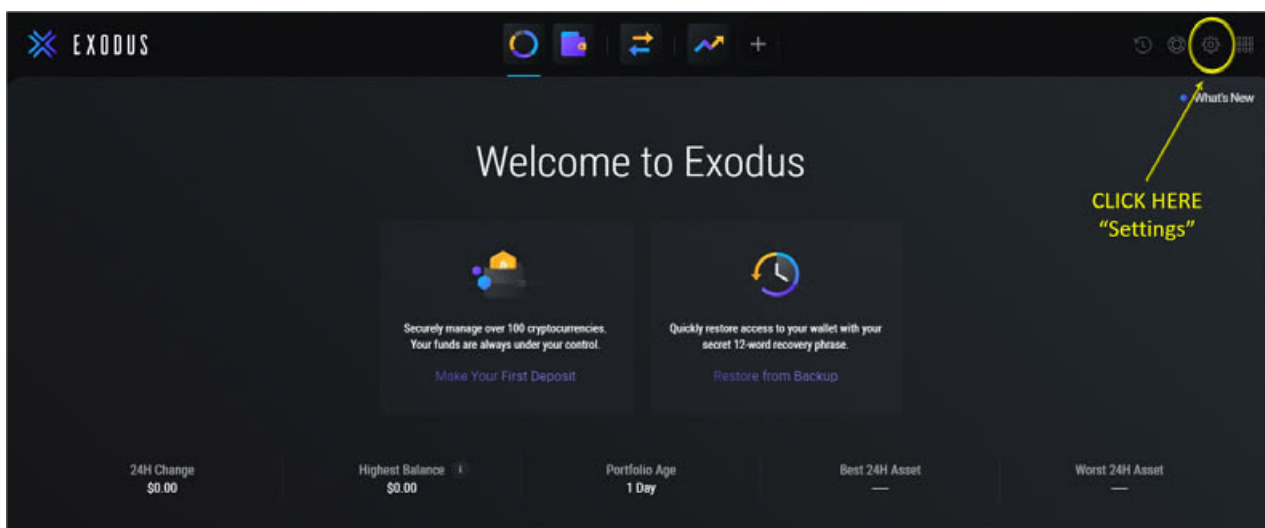 EXODUS
What's New
Welcome to Exodus
CLICK HERE
“Settings”
Securely manage over 100 cryptocurrencies.
Your funds are always under your control.
Make Your First Deposit
Quickly restore access to your wallet with your
secret 12-word recovery phrase.
Restore from Backup
24H Change
$0.00
Highest Balance i
$0.00
Portfolio Age
1 Day
Best 24H Asset
—
Worst 24H Asset
—